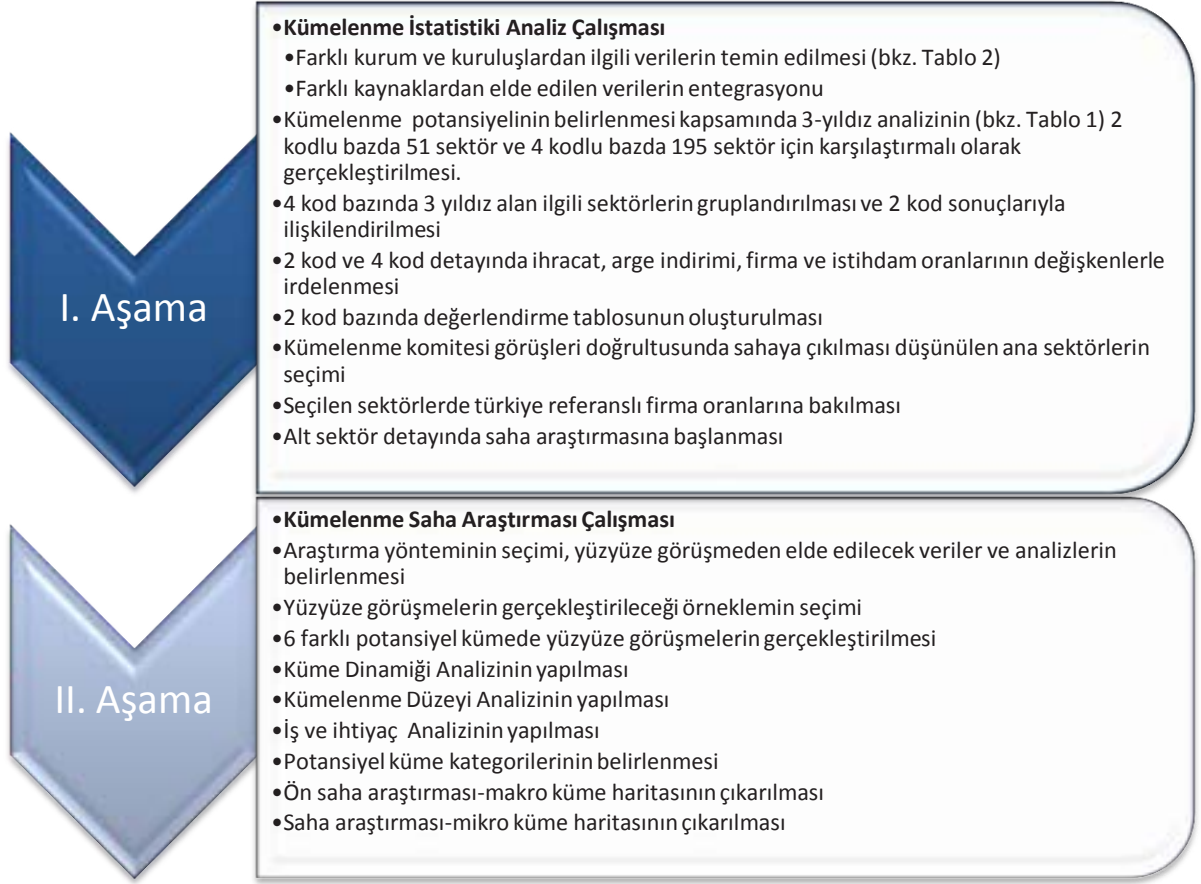 I. Aşama
•Kümelenme İstatistiki Analiz Çalışması
•Farklı kurum ve kuruluşlardan ilgili verilerin temin edilmesi (bkz. Tablo 2)
•Farklı kaynaklardan elde edilen verilerin entegrasyonu
•Kümelenme potansiyelinin belirlenmesi kapsamında 3-yıldız analizinin (bkz. Tablo 1) 2
kodlu bazda 51 sektör ve 4 kodlu bazda 195 sektör için karşılaştırmalı olarak
gerçekleştirilmesi.
•4 kod bazında 3 yıldız alan ilgili sektörlerin gruplandırılması ve 2 kod sonuçlarıyla
ilişkilendirilmesi
•2 kod ve 4 kod detayında ihracat, arge indirimi, firma ve istihdam oranlarının değişkenlerle
irdelenmesi
•2 kod bazında değerlendirme tablosunun oluşturulması
•Kümelenme komitesi görüşleri doğrultusunda sahaya çıkılması düşünülen ana sektörlerin
seçimi
•Seçilen sektörlerde türkiye referanslı firma oranlarına bakılması
•Alt sektör detayında saha araştırmasına başlanması
II. Aşama
•Kümelenme Saha Araştırması Çalışması
•Araştırma yönteminin seçimi, yüzyüze görüşmeden elde edilecek veriler ve analizlerin
belirlenmesi
•Yüzyüze görüşmelerin gerçekleştirileceği örneklemin seçimi
•6 farklı potansiyel kümede yüzyüze görüşmelerin gerçekleştirilmesi
•Küme Dinamiği Analizinin yapılması
•Kümelenme Düzeyi Analizinin yapılması
•İş ve ihtiyaç Analizinin yapılması
•Potansiyel küme kategorilerinin belirlenmesi
•Ön saha araştırması-makro küme haritasının çıkarılması
•Saha araştırması-mikro küme haritasının çıkarılması